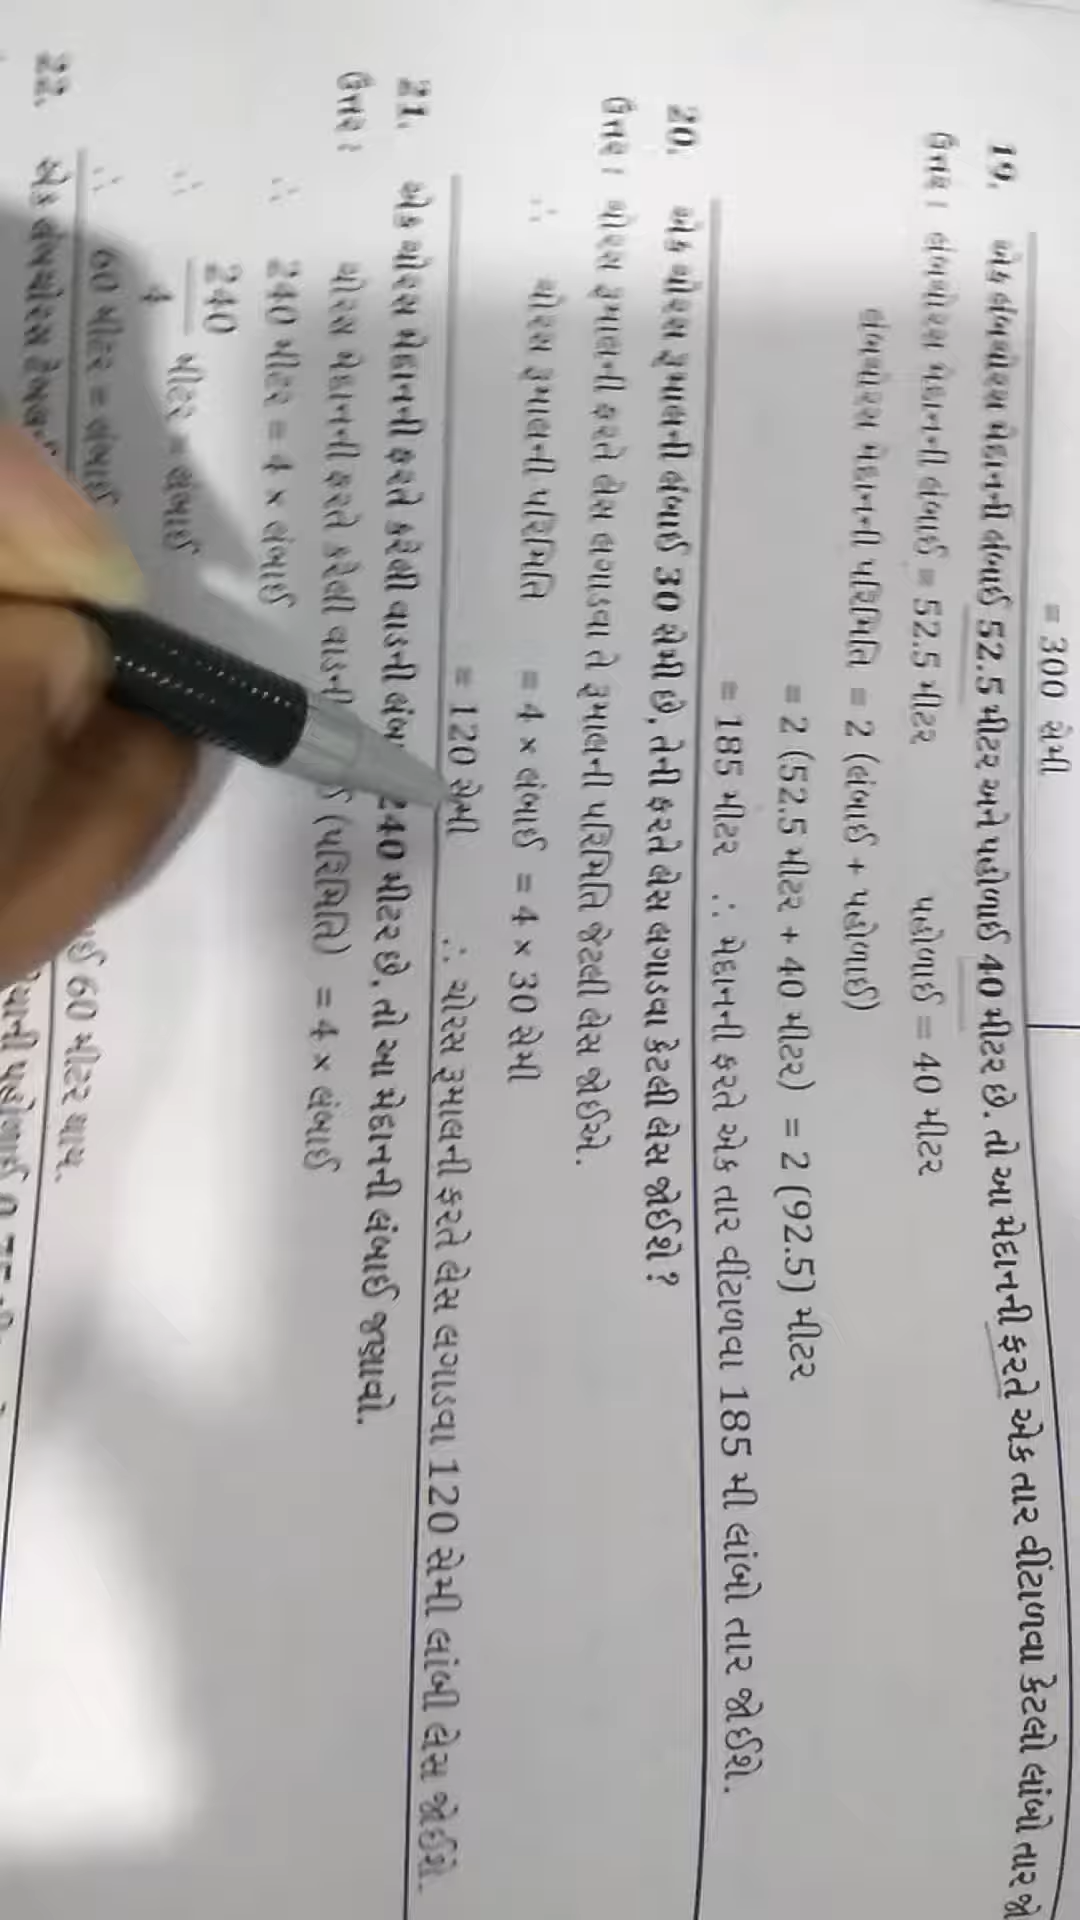 = 300 સેમી
19. એક લંબચોરસ મેદાનની લંબાઈ 52.5 મીટર અને પહોળાઈ 40 મીટર છે. તો આ મેદાનની ફરતે એક તાર વીંટાળવા કેટલો લાંબો તાર જો
ઉત્તર : લંબચોરસ મેદાનની લંબાઈ = 52.5 મીટર પહોળાઈ = 40 મીટર
લંબચોરસ મેદાનની પરિમિતિ = 2 (લંબાઈ + પહોળાઈ)
= 2 (52.5 મીટર + 40 મીટર) = 2 (92.5) મીટર
= 185 મીટર ∴ મેદાનની ફરતે એક તાર વીંટાળવા 185 મી લાંબો તાર જોઈશે.
20. એક ચોરસ રૂમાલની લંબાઈ 30 સેમી છે, તેની ફરતે લેસ લગાડવા કેટલી લેસ જોઈશે ?
ઉત્તર : ચોરસ રૂમાલની ફરતે લેસ લગાડવા તે રૂમાલની પરિમિતિ જેટલી લેસ જોઈએ.
∴ ચોરસ રૂમાલની પરિમિતિ = 4 × લંબાઈ = 4 × 30 સેમી
= 120 સેમી ∴ ચોરસ રૂમાલની ફરતે લેસ લગાડવા 120 સેમી લાંબી લેસ જોઈશે.
21. એક ચોરસ મેદાનની ફરતે કરેલી વાડની 240 મીટર છે, તો આ મેદાનની લંબાઈ જણાવો.
ઉત્તર : ચોરસ મેદાનની ફરતે કરેલી વાડની (પરિમિતિ) = 4 × લંબાઈ
∴ 240 મીટર = 4 × લંબાઈ
∴ 240/4 મીટર = લંબાઈ
∴ 60 મીટર = લંબાઈ 60 મીટર થાય.
22. એક લંબચોરસ પહોળાઈ